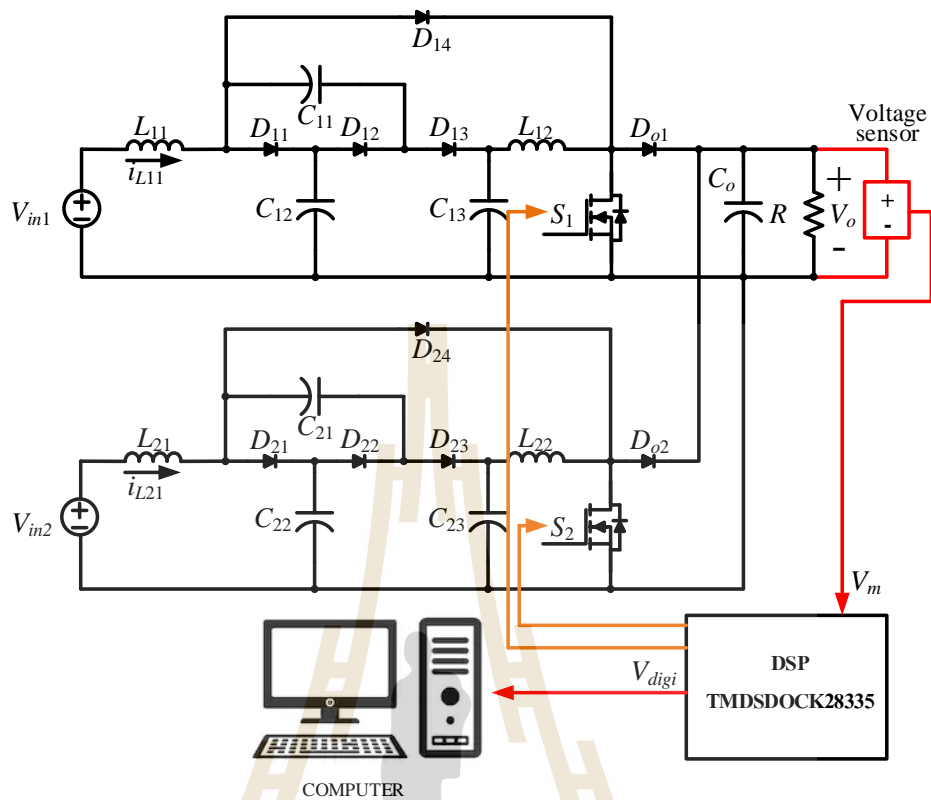 D14
C11
L11
D11
D12
D13
L12
Do1
Voltage
sensor
iL11
Vin1
C12
C13
S1
Co
R
+
Vo
-
+
-
D24
C21
L21
D21
D22
D23
L22
Do2
iL21
Vin2
C22
C23
S2
Vm
Vdigi
DSP
TMDSDOCK28335
COMPUTER